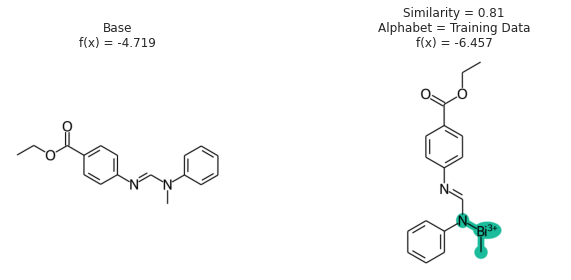 Base
f(x) = -4.719
O
O
N
N
Similarity = 0.81
Alphabet = Training Data
f(x) = -6.457
O
O
N
N
Bi³⁺